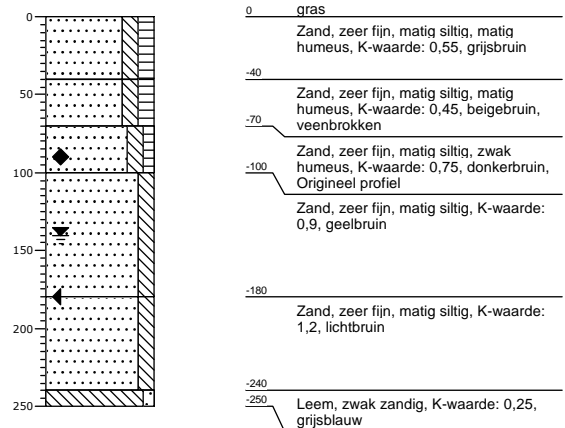 0
50
100
150
200
250
0
gras
Zand, zeer fijn, matig siltig, matig
humeus, K-waarde: 0,55, grijsbruin
-40
Zand, zeer fijn, matig siltig, matig
humeus, K-waarde: 0,45, beigebruin,
veenbrokken
-70
Zand, zeer fijn, matig siltig, zwak
humeus, K-waarde: 0,75, donkerbruin,
Origineel profiel
-100
Zand, zeer fijn, matig siltig, K-waarde:
0,9, geelbruin
-180
Zand, zeer fijn, matig siltig, K-waarde:
1,2, lichtbruin
-240
-250
Leem, zwak zandig, K-waarde: 0,25,
grijsblauw